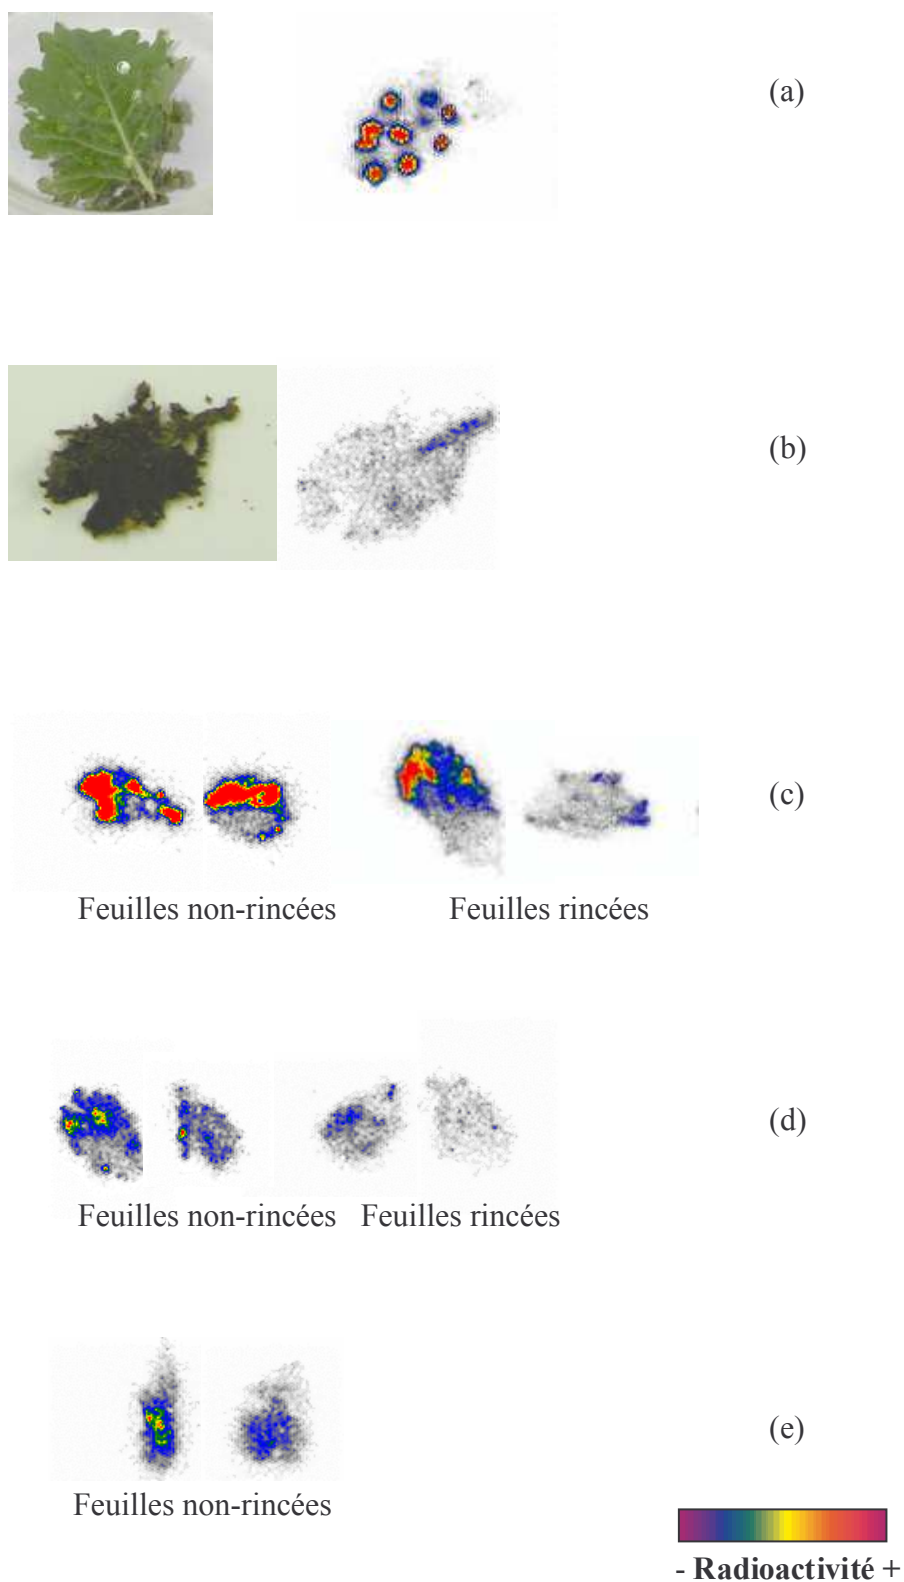 (a)
(b)
(c)
Feuilles non-rincées Feuilles rincées
(d)
Feuilles non-rincées Feuilles rincées
(e)
Feuilles non-rincées
- Radioactivité +